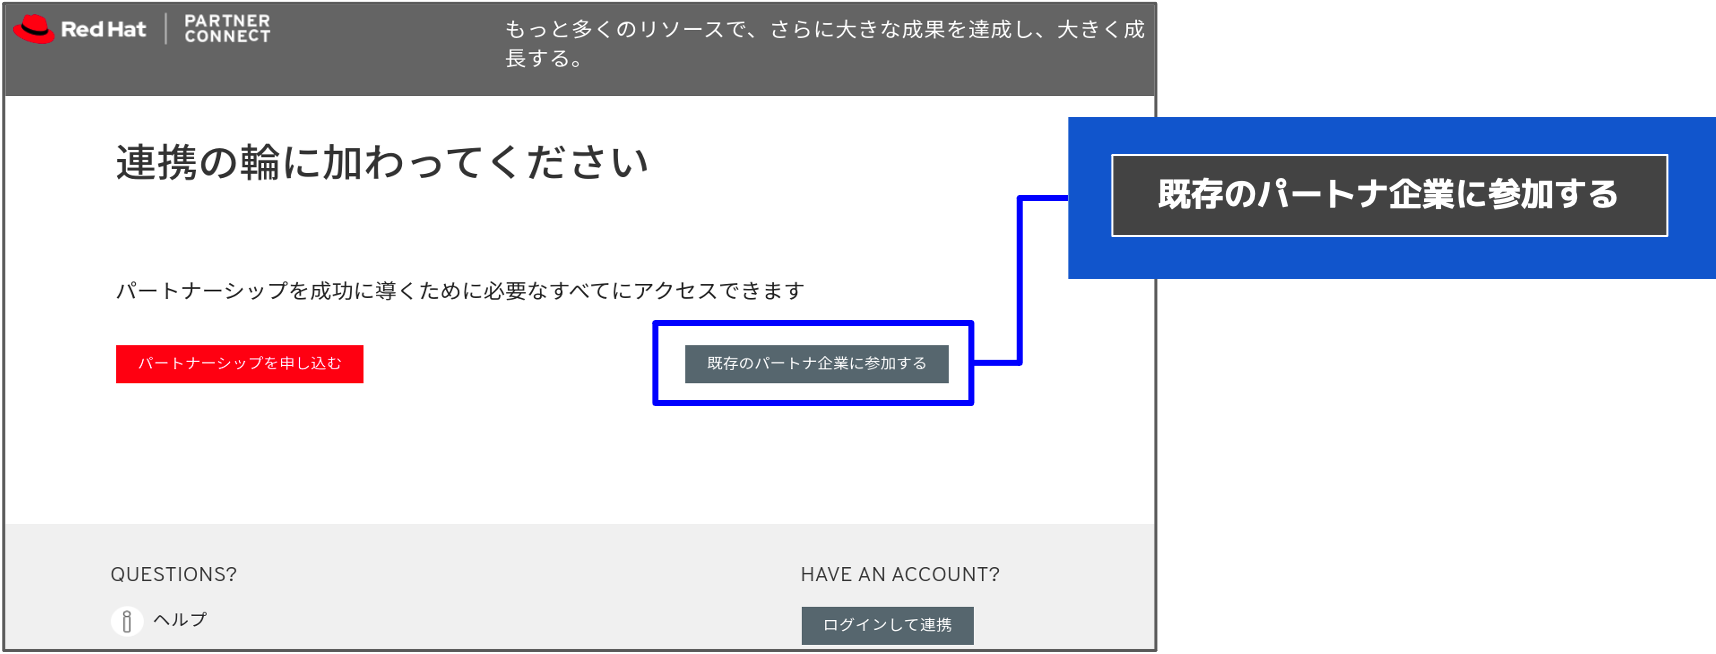 Red Hat
PARTNER
CONNECT
もっと多くのリソースで、さらに大きな成果を達成し、大きく成
長する。
連携の輪に加わってください
既存のパートナ企業に参加する
パートナーシップを成功に導くために必要なすべてにアクセスできます
パートナーシップを申し込む
既存のパートナ企業に参加する
QUESTIONS?
HAVE AN ACCOUNT?
ヘルプ
ログインして連携